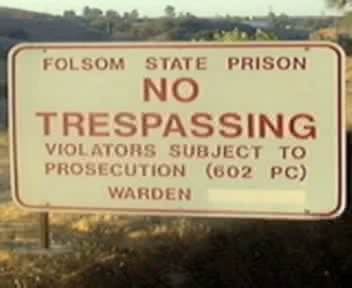 FOLSOM STATE PRISON
NO
TRESPASSING
VIOLATORS SUBJECT TO
PROSECUTION (602 PC)
WARDEN